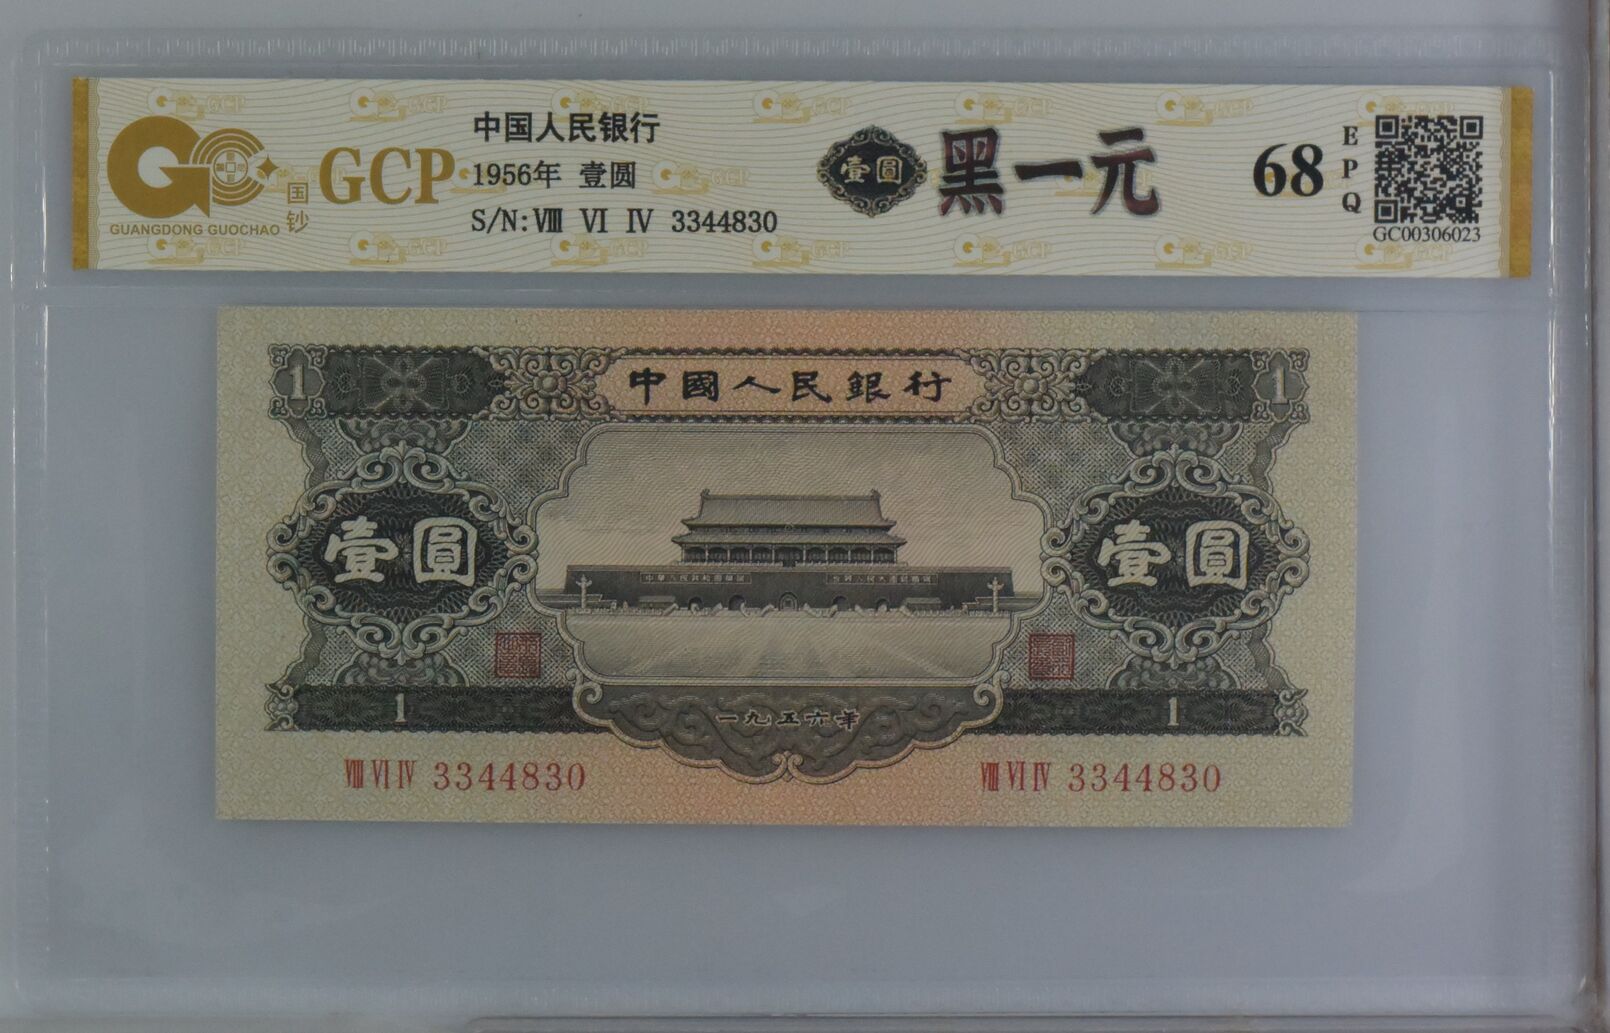 中国人民银行
1956年 壹圆
S/N:Ⅷ Ⅵ Ⅳ 3344830
GCP
国钞
GUANGDONG GUOCHAO
壹圓
黑一元
68
EPQ
GC00306023
中國人民銀行
1
1
壹圓
壹圓
1
1
一九五六年
Ⅷ Ⅵ Ⅳ 3344830
Ⅷ Ⅵ Ⅳ 3344830